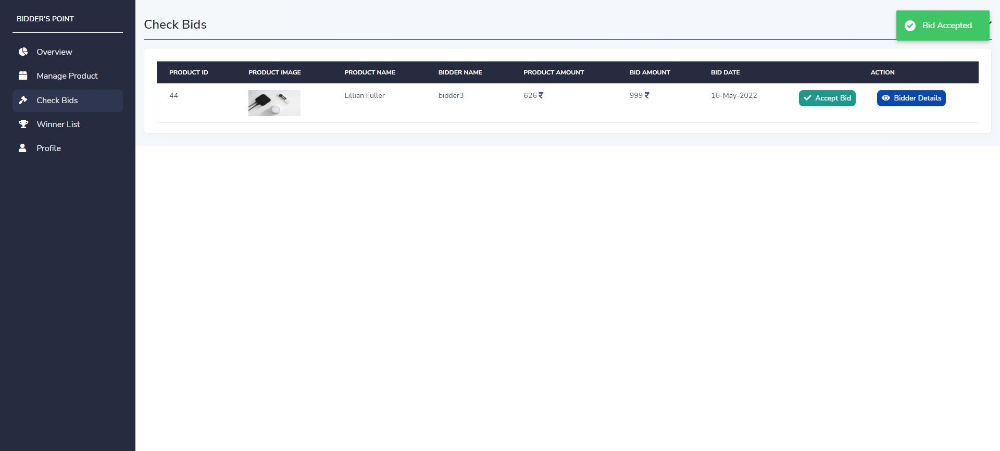 BIDDER'S POINT
Overview
Manage Product
Check Bids
Winner List
Profile
Check Bids
Bid Accepted.
PRODUCT ID PRODUCT IMAGE PRODUCT NAME BIDDER NAME PRODUCT AMOUNT BID AMOUNT BID DATE ACTION
44 Lillian Fuller bidder3 626 ₹ 999 ₹ 16-May-2022 Accept Bid Bidder Details